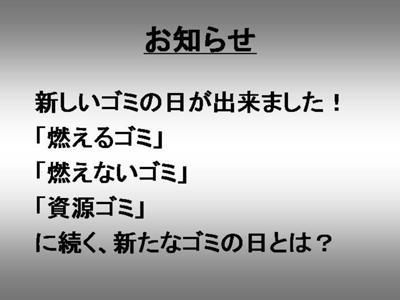 お知らせ
新しいゴミの日が出来ました！
「燃えるゴミ」
「燃えないゴミ」
「資源ゴミ」
に続く、新たなゴミの日とは？